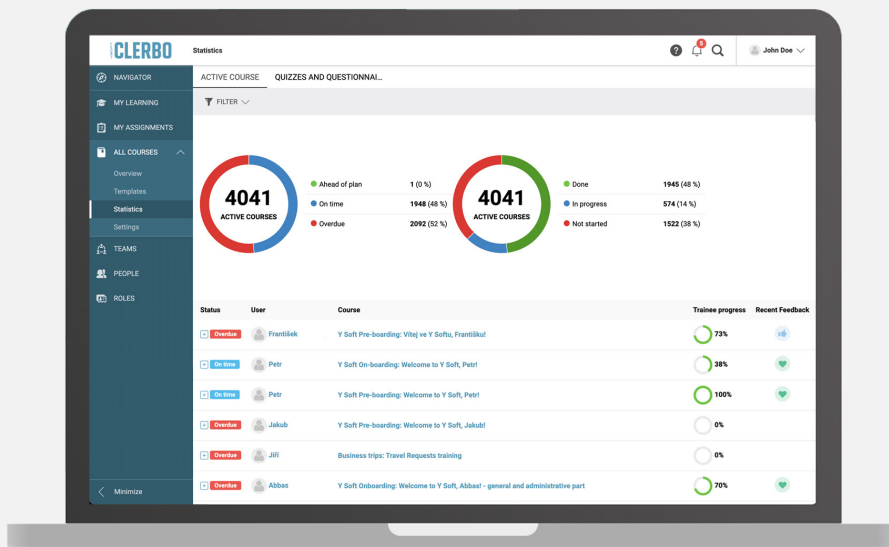 CLERBO
Statistics
5
John Doe
NAVIGATOR
MY LEARNING
MY ASSIGNMENTS
ALL COURSES
Overview
Templates
Statistics
Settings
TEAMS
PEOPLE
ROLES
Minimize
ACTIVE COURSE QUIZZES AND QUESTIONNAI...
FILTER
4041
ACTIVE COURSES
Ahead of plan 1 (0 %)
On time 1948 (48 %)
Overdue 2092 (52 %)
4041
ACTIVE COURSES
Done 1945 (48 %)
In progress 574 (14 %)
Not started 1522 (38 %)
Status User Course Trainee progress Recent Feedback
Overdue František Y Soft Pre-boarding: Vítej ve Y Softu, Františku! 73%
On time Petr Y Soft On-boarding: Welcome to Y Soft, Petr! 38%
On time Petr Y Soft Pre-boarding: Welcome to Y Soft, Petr! 100%
Overdue Jakub Y Soft Pre-boarding: Welcome to Y Soft, Jakub! 0%
Overdue Jiří Business trips: Travel Requests training 0%
Overdue Abbas Y Soft Onboarding: Welcome to Y Soft, Abbas! - general and administrative part 70%